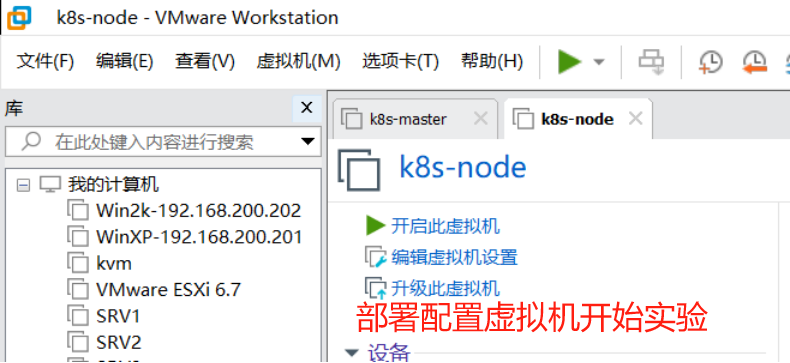 k8s-node - VMware Workstation
文件(F) 编辑(E) 查看(V) 虚拟机(M) 选项卡(T) 帮助(H)
库
在此处键入内容进行搜索
我的计算机
Win2k-192.168.200.202
WinXP-192.168.200.201
kvm
VMware ESXi 6.7
SRV1
SRV2
k8s-master
k8s-node
k8s-node
开启此虚拟机
编辑虚拟机设置
升级此虚拟机
部署配置虚拟机开始实验
设备